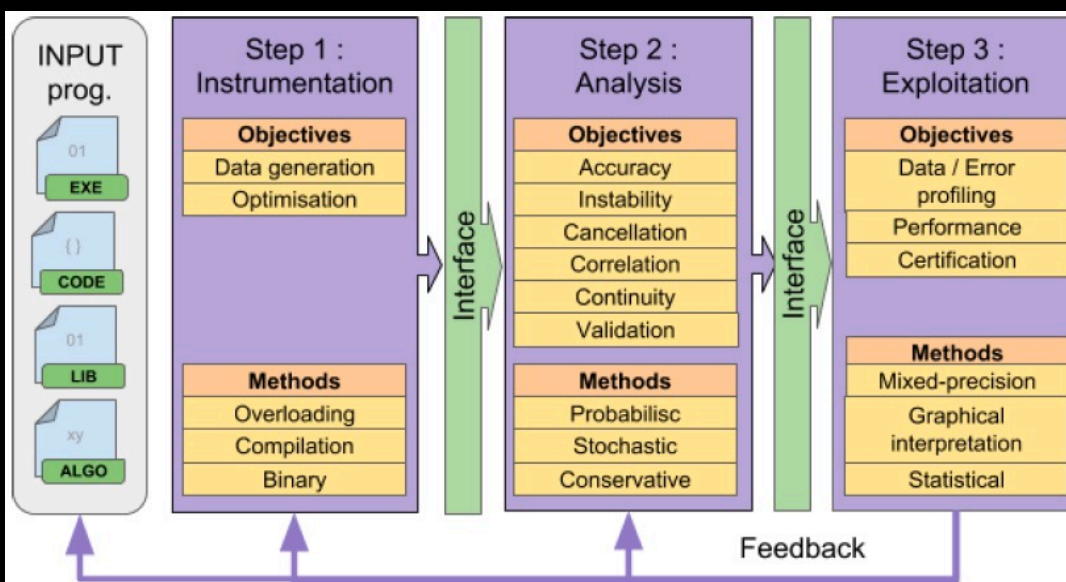 INPUT
prog.
01
EXE
{ }
CODE
01
LIB
xy
ALGO
Step 1 :
Instrumentation
Objectives
Data generation
Optimisation
Methods
Overloading
Compilation
Binary
Interface
Step 2 :
Analysis
Objectives
Accuracy
Instability
Cancellation
Correlation
Continuity
Validation
Methods
Probabilisc
Stochastic
Conservative
Interface
Step 3 :
Exploitation
Objectives
Data / Error
profiling
Performance
Certification
Methods
Mixed-precision
Graphical
interpretation
Statistical
Feedback